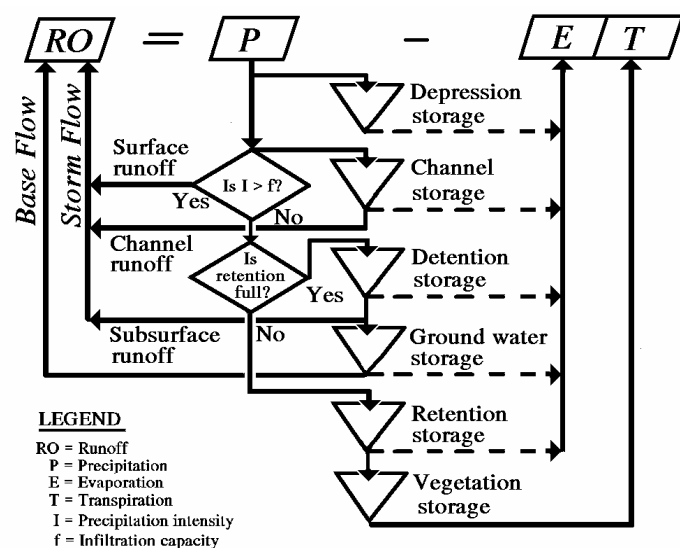 RO = P - E T
Depression
storage
Base Flow
Storm Flow
Surface
runoff
Is I > f?
Yes
No
Channel
storage
Channel
runoff
Is
retention
full?
Yes
No
Detention
storage
Subsurface
runoff
Ground water
storage
Retention
storage
Vegetation
storage
LEGEND
RO = Runoff
P = Precipitation
E = Evaporation
T = Transpiration
I = Precipitation intensity
f = Infiltration capacity